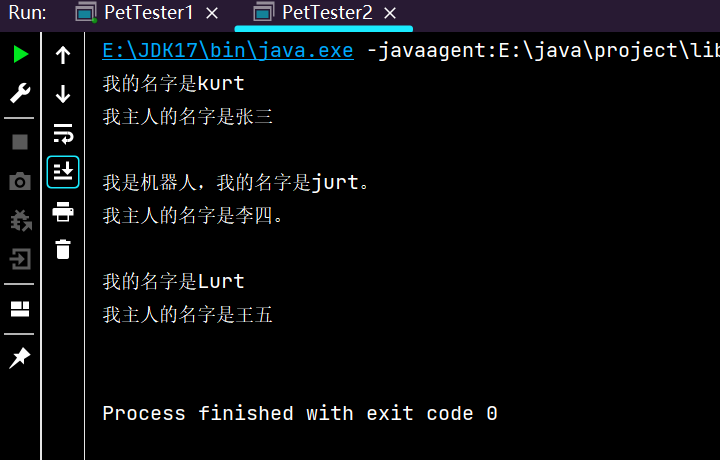 Run: PetTester1 PetTester2
E:\JDK17\bin\java.exe -javaagent:E:\java\project\lib
我的名字是kurt
我主人的名字是张三
我是机器人，我的名字是jurt。
我主人的名字是李四。
我的名字是Lurt
我主人的名字是王五
Process finished with exit code 0